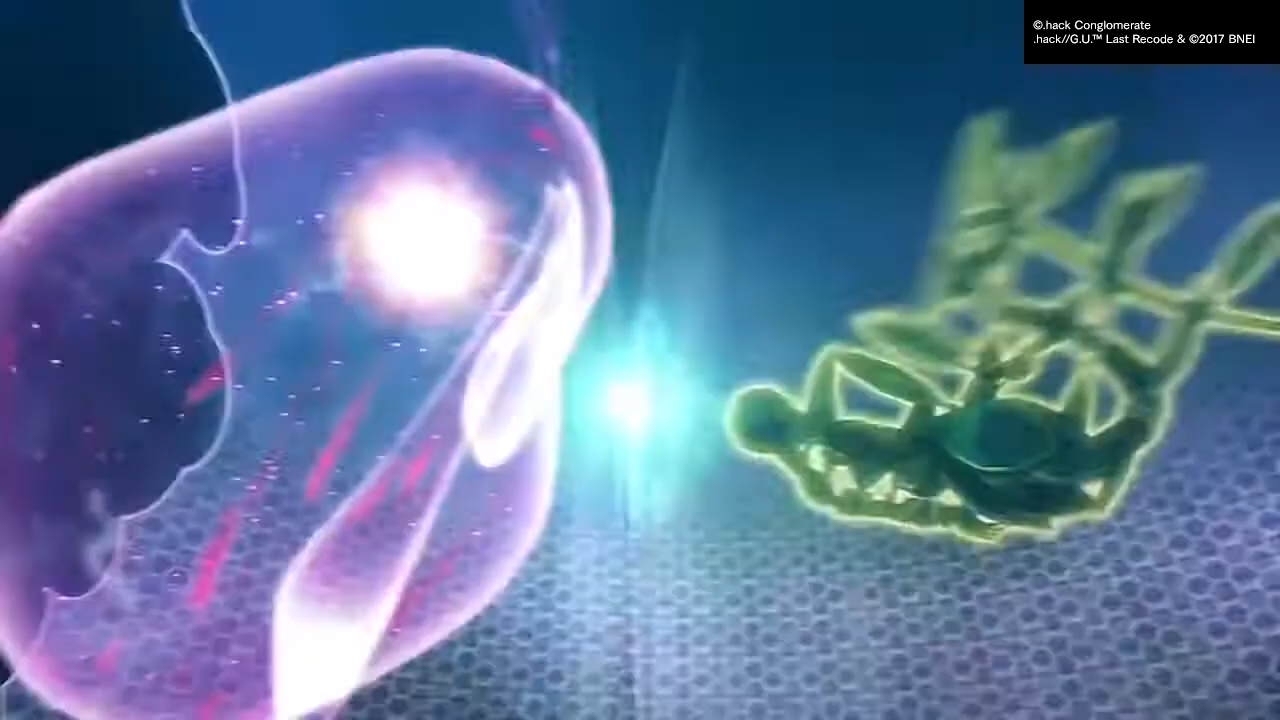 ©.hack Conglomerate
.hack//G.U.™ Last Recode & ©2017 BNEI